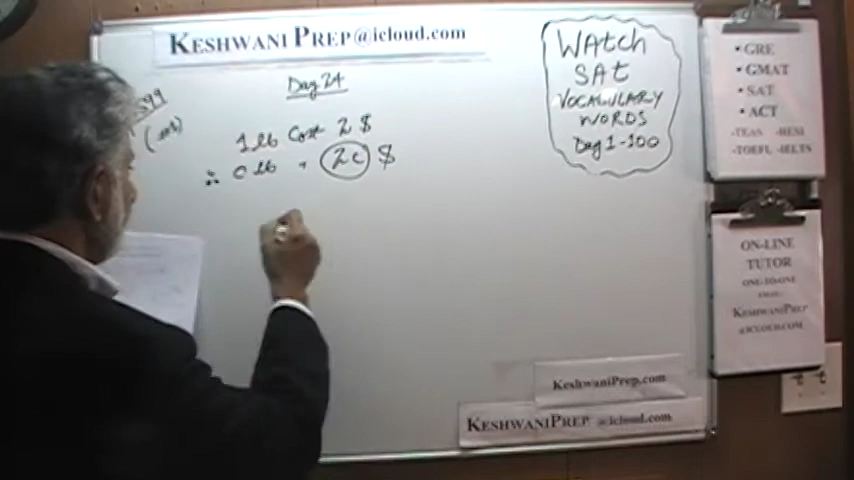 KESHWANI PREP@icloud.com
Day 24
1 lb Cost 2 $
∴ c lb " 2c $
WAtch
SAt
VOCABULARY
WORDS
Day 1-100
• GRE
• GMAT
• SAT
• ACT
-TEAS -HESI
-TOEFL -IELTS
ON-LINE
TUTOR
ONE-TO-ONE
KESHWANIPREP
@ICLOUD.COM
KESHWANIPREP.COM
KESHWANIPREP @icloud.com